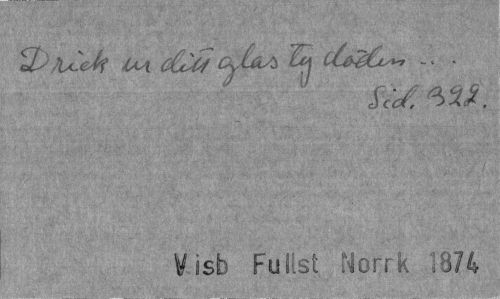 Drick ur ditt glas ty döden ...
Sid. 322.
Visb Fullst Norrk 1874